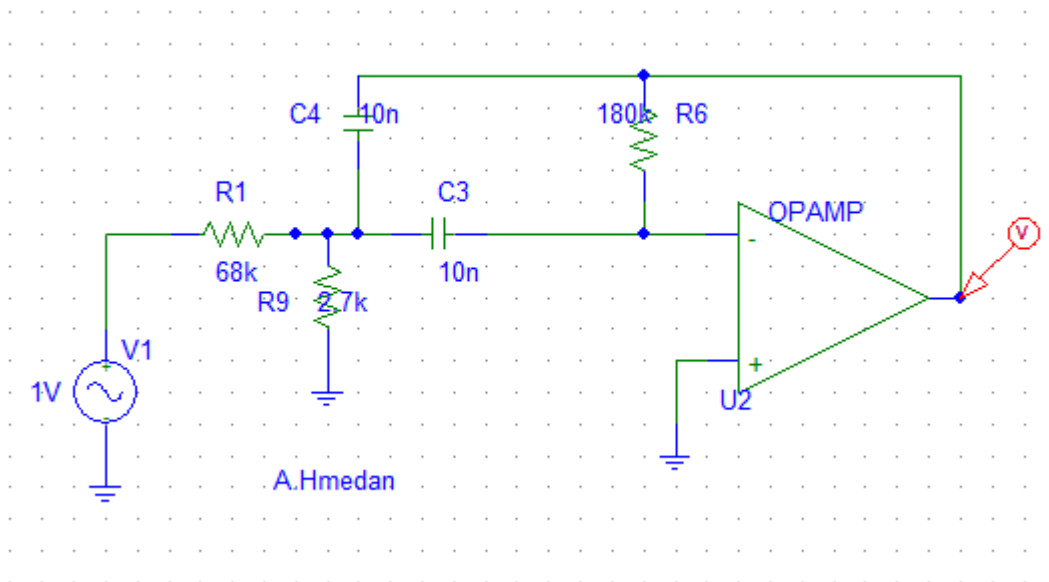 C4 10n 180k R6
R1 C3
OPAMP
-
V
68k 10n
R9 2.7k
V1
+
1V
+
-
U2
A.Hmedan